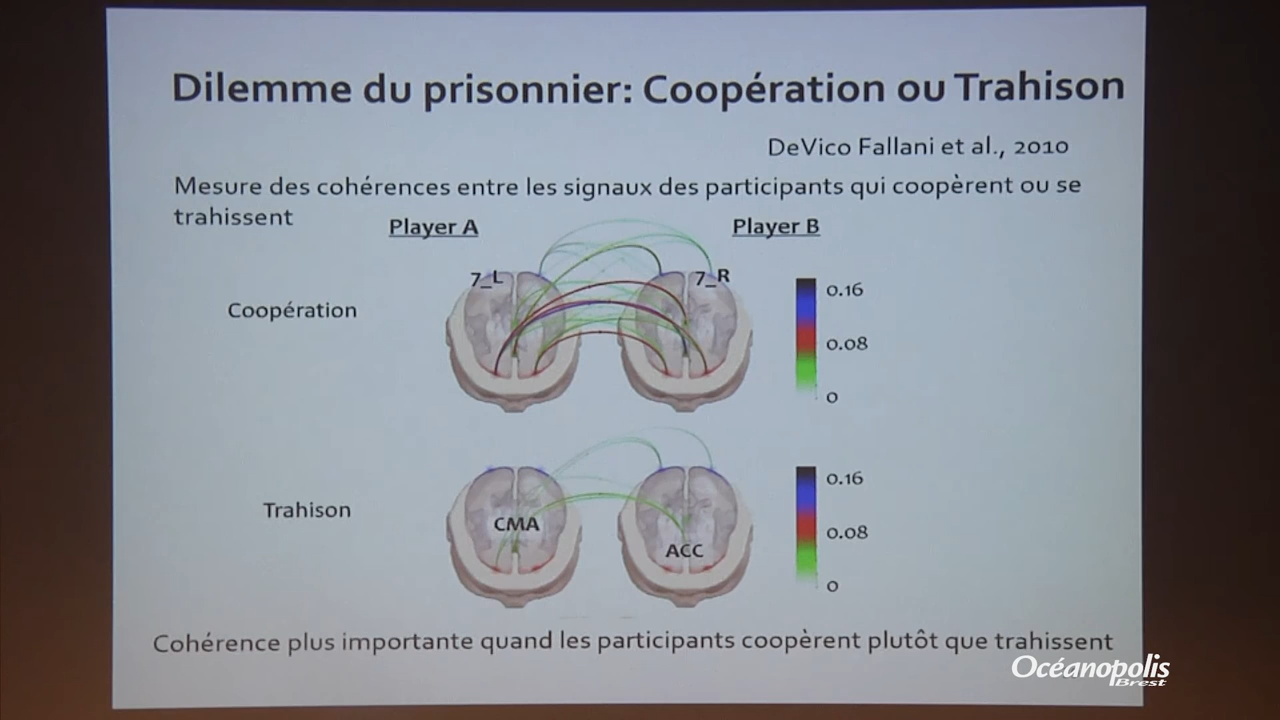 Dilemme du prisonnier: Coopération ou Trahison
DeVico Fallani et al., 2010
Mesure des cohérences entre les signaux des participants qui coopèrent ou se
trahissent
Player A
Player B
7_L
7_R
Coopération
0.16
0.08
0
Trahison
CMA
ACC
0.16
0.08
0
Cohérence plus importante quand les participants coopèrent plutôt que trahissent
Océanopolis
Brest